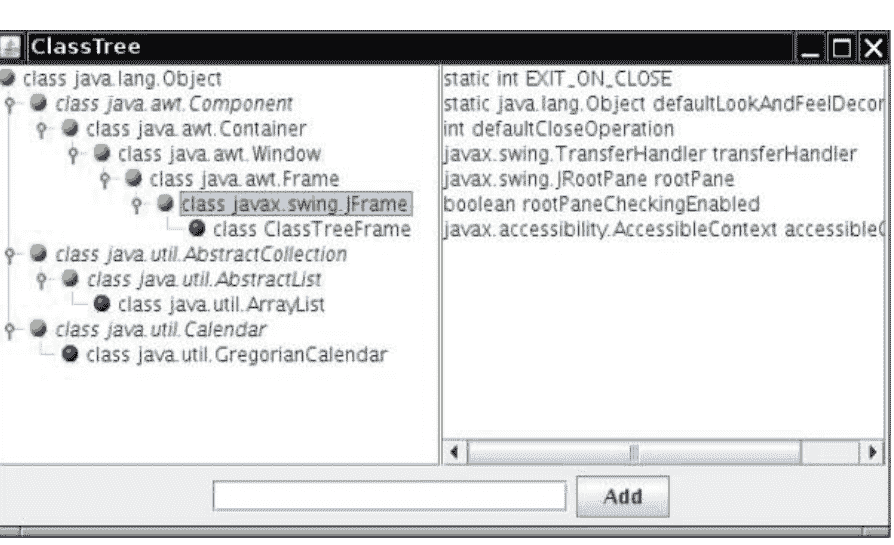 ClassTree
class java.lang.Object
class java.awt.Component
class java.awt.Container
class java.awt.Window
class java.awt.Frame
class javax.swing.JFrame
class ClassTreeFrame
class java.util.AbstractCollection
class java.util.AbstractList
class java.util.ArrayList
class java.util.Calendar
class java.util.GregorianCalendar
static int EXIT_ON_CLOSE
static java.lang.Object defaultLookAndFeelDecor
int defaultCloseOperation
javax.swing.TransferHandler transferHandler
javax.swing.JRootPane rootPane
boolean rootPaneCheckingEnabled
javax.accessibility.AccessibleContext accessibleC
Add